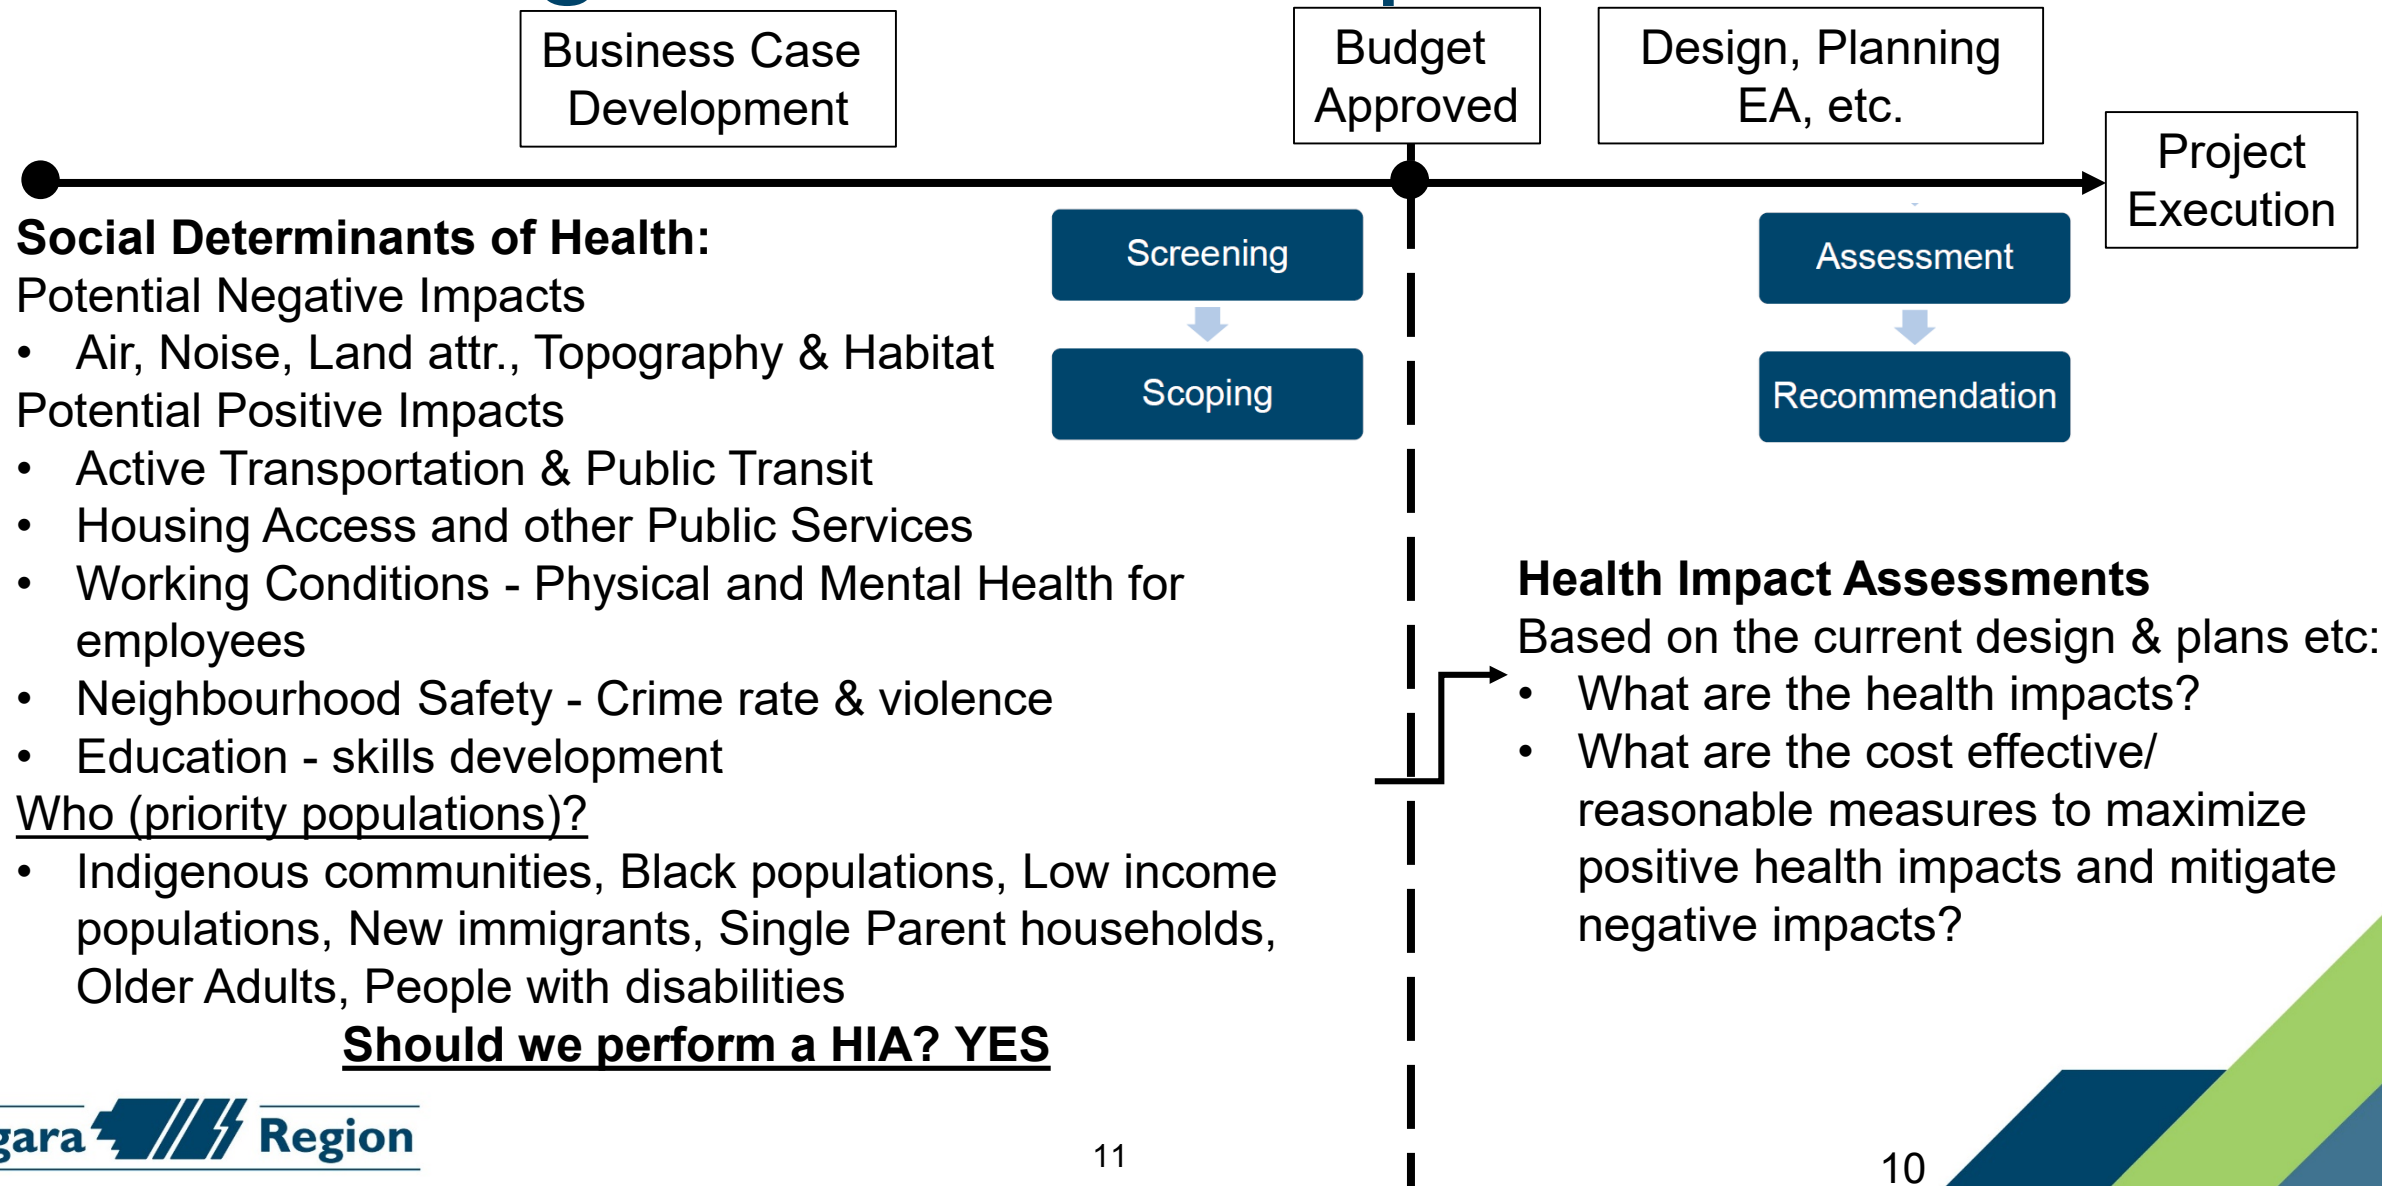 Business Case
Development
Budget
Approved
Design, Planning
EA, etc.
Project
Execution
Social Determinants of Health:
Potential Negative Impacts
• Air, Noise, Land attr., Topography & Habitat
Potential Positive Impacts
• Active Transportation & Public Transit
• Housing Access and other Public Services
• Working Conditions - Physical and Mental Health for
employees
• Neighbourhood Safety - Crime rate & violence
• Education - skills development
Who (priority populations)?
• Indigenous communities, Black populations, Low income
populations, New immigrants, Single Parent households,
Older Adults, People with disabilities
Should we perform a HIA? YES
Screening
Scoping
Assessment
Recommendation
Health Impact Assessments
Based on the current design & plans etc:
• What are the health impacts?
• What are the cost effective/
reasonable measures to maximize
positive health impacts and mitigate
negative impacts?
gara Region
11
10